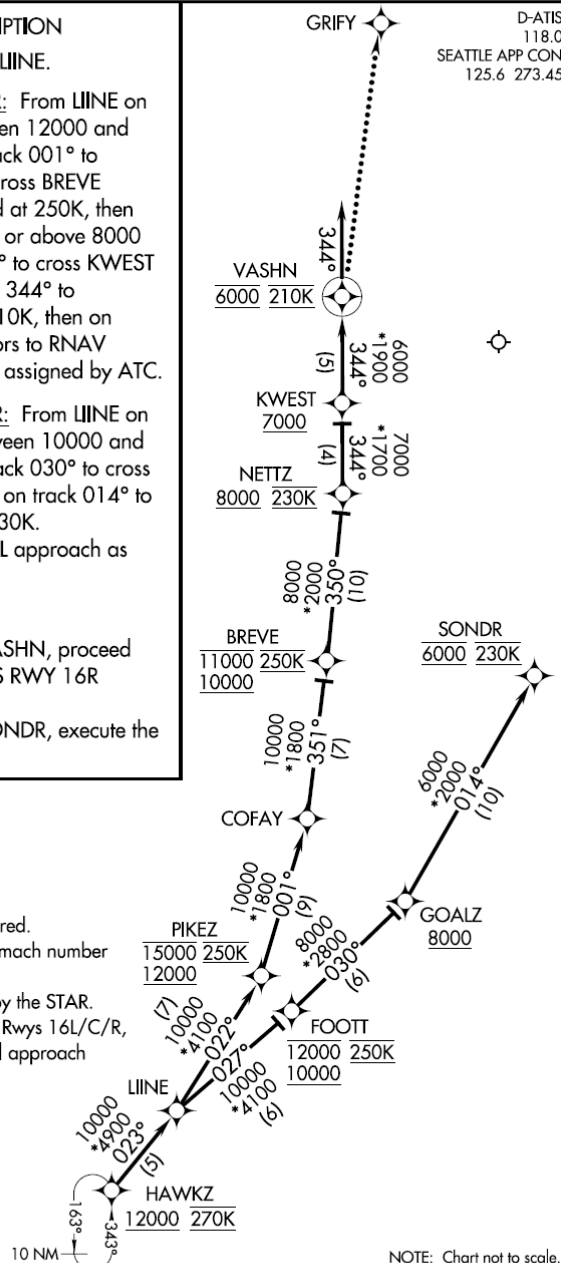 PTION
LIINE.
R: From LIINE on
en 12000 and
ack 001° to
ross BREVE
d at 250K, then
or above 8000
° to cross KWEST
344° to
10K, then on
ors to RNAV
assigned by ATC.
R: From LIINE on
veen 10000 and
ack 030° to cross
on track 014° to
30K.
L approach as
ASHN, proceed
S RWY 16R
ONDR, execute the
red.
mach number
by the STAR.
Rwys 16L/C/R,
d approach
D-ATIS
118.0
SEATTLE APP CON
125.6 273.45
GRIFY
344°
VASHN
6000 210K
6000
*1900
344°
(5)
KWEST
7000
7000
*1700
344°
(4)
NETTZ
8000 230K
8000
*2000
350°
(10)
BREVE
11000 250K
10000
SONDR
6000 230K
10000
*1800
351°
(7)
6000
*2000
014°
(10)
COFAY
10000
*1800
001°
(9)
GOALZ
8000
PIKEZ
15000 250K
12000
8000
*2800
030°
(6)
(7)
10000
*4100
022°
FOOTT
12000 250K
10000
027°
10000
*4100
(6)
LIINE
10000
*4900
023°
(5)
HAWKZ
12000 270K
163°
343°
10 NM
NOTE: Chart not to scale.